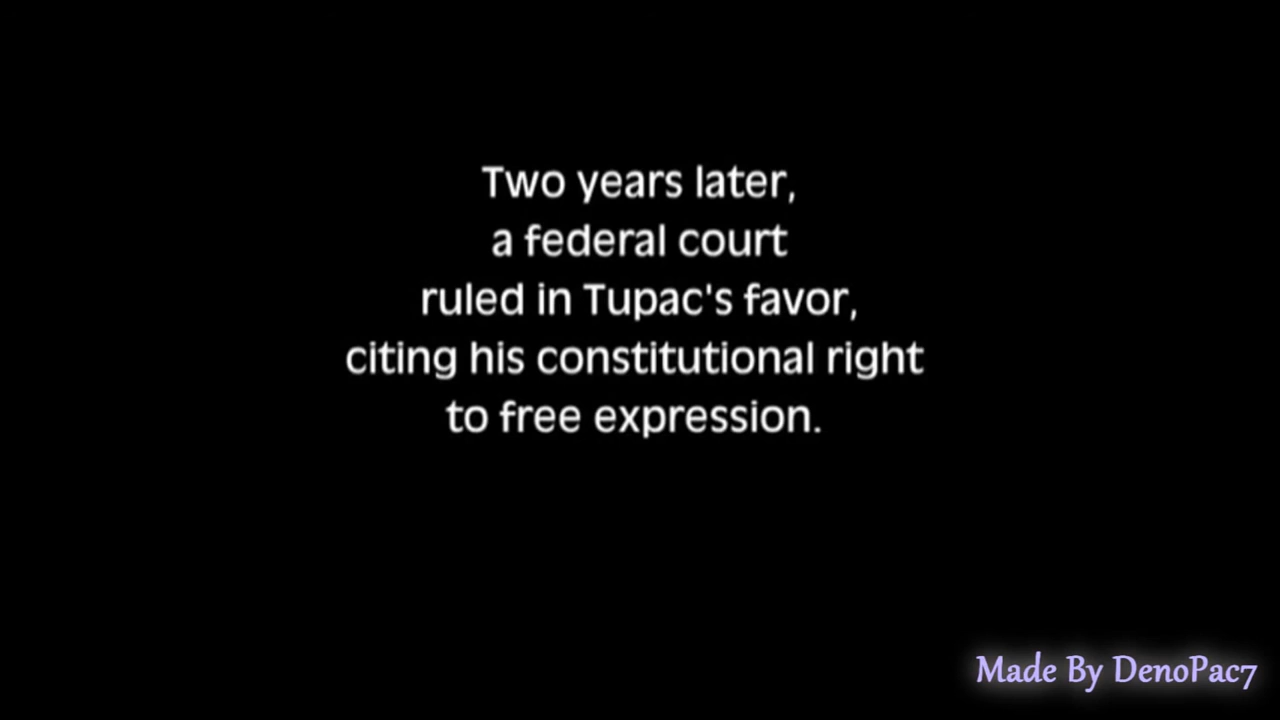 Two years later,
a federal court
ruled in Tupac's favor,
citing his constitutional right
to free expression.
Made By DenoPac7